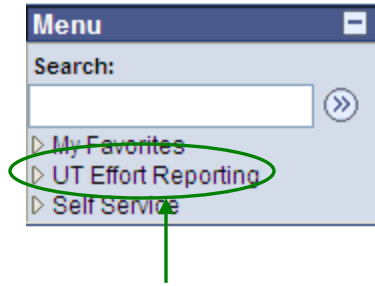 Menu
Search:
My Favorites
UT Effort Reporting
Self Service